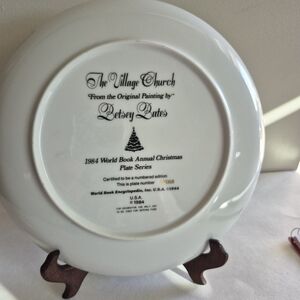 The Village Church
"From the Original Painting by"
Betsey Bates
1984 World Book Annual Christmas
Plate Series
Certified to be a numbered edition
This is plate number
World Book Encyclopedia, Inc. U.S.A.
U.S.A.
© 1984